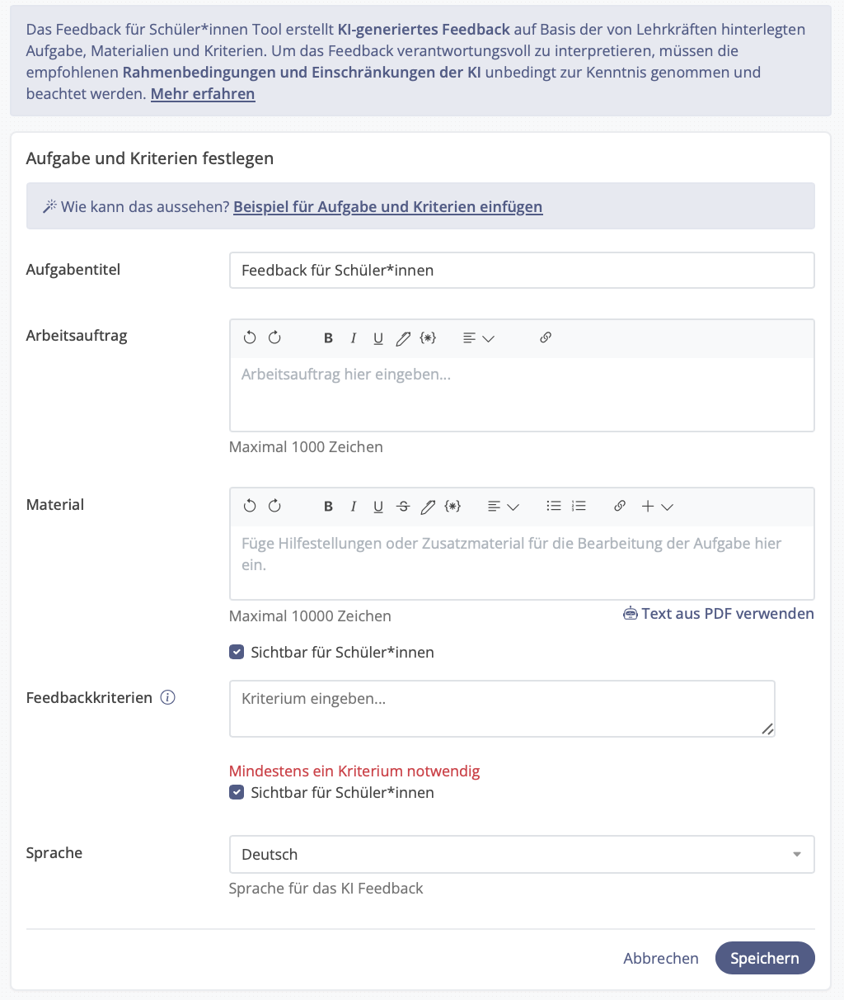 Das Feedback für Schüler*innen Tool erstellt KI-generiertes Feedback auf Basis der von Lehrkräften hinterlegten
Aufgabe, Materialien und Kriterien. Um das Feedback verantwortungsvoll zu interpretieren, müssen die
empfohlenen Rahmenbedingungen und Einschränkungen der KI unbedingt zur Kenntnis genommen und
beachtet werden. Mehr erfahren
Aufgabe und Kriterien festlegen
Wie kann das aussehen? Beispiel für Aufgabe und Kriterien einfügen
Aufgabentitel
Feedback für Schüler*innen
Arbeitsauftrag
B I U {*}
Arbeitsauftrag hier eingeben...
Maximal 1000 Zeichen
Material
B I U S {*}
Füge Hilfestellungen oder Zusatzmaterial für die Bearbeitung der Aufgabe hier
ein.
Maximal 10000 Zeichen
Text aus PDF verwenden
Sichtbar für Schüler*innen
Feedbackkriterien
Kriterium eingeben...
Mindestens ein Kriterium notwendig
Sichtbar für Schüler*innen
Sprache
Deutsch
Sprache für das KI Feedback
Abbrechen
Speichern